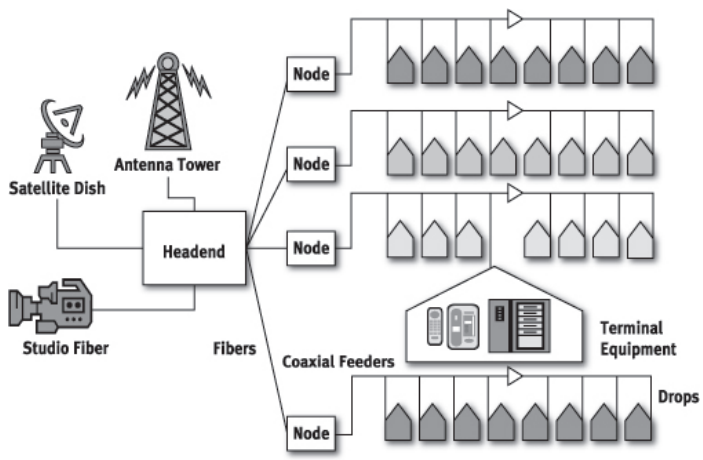 Node
Antenna Tower
Node
Satellite Dish
Headend
Node
Studio Fiber
Fibers
Coaxial Feeders
Terminal
Equipment
Drops
Node